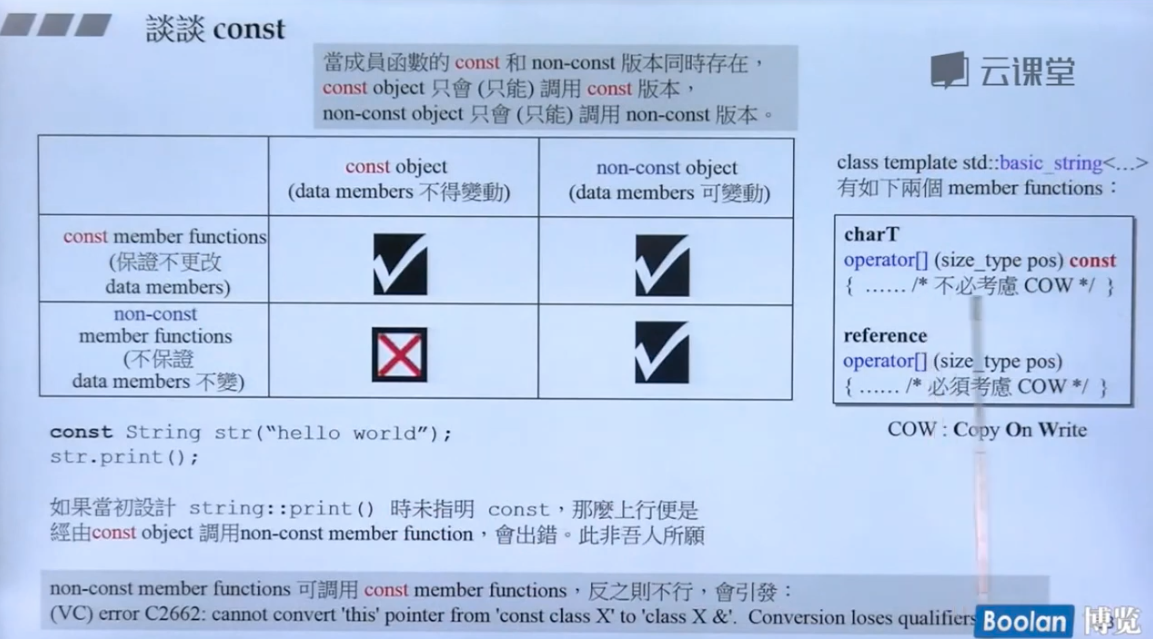 談談 const
當成員函數的 const 和 non-const 版本同時存在，
const object 只會 (只能) 調用 const 版本，
non-const object 只會 (只能) 調用 non-const 版本。
云课堂
const object
(data members 不得變動)
non-const object
(data members 可變動)
const member functions
(保證不更改
data members)
non-const
member functions
(不保證
data members 不變)
class template std::basic_string<…>
有如下兩個 member functions：
charT
operator[] (size_type pos) const
{ …… /* 不必考慮 COW */ }
reference
operator[] (size_type pos)
{ …… /* 必須考慮 COW */ }
COW : Copy On Write
const String str(“hello world”);
str.print();
如果當初設計 string::print() 時未指明 const，那麼上行便是
經由const object 調用non-const member function，會出錯。此非吾人所願
non-const member functions 可調用 const member functions，反之則不行，會引發：
(VC) error C2662: cannot convert 'this' pointer from 'const class X' to 'class X &'. Conversion loses qualifiers
Boolan 博览